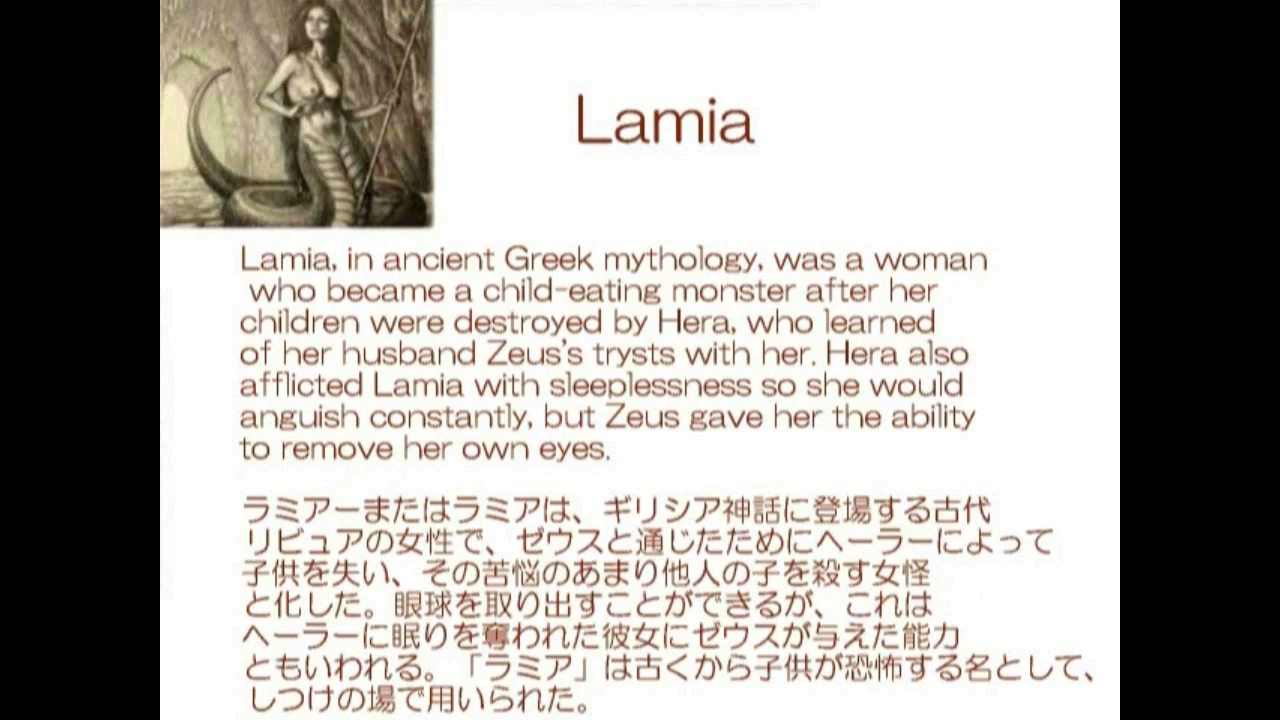 Lamia
Lamia, in ancient Greek mythology, was a woman
who became a child-eating monster after her
children were destroyed by Hera, who learned
of her husband Zeus's trysts with her. Hera also
afflicted Lamia with sleeplessness so she would
anguish constantly, but Zeus gave her the ability
to remove her own eyes.
ラミアーまたはラミアは、ギリシア神話に登場する古代
リビュアの女性で、ゼウスと通じたためにヘーラーによって
子供を失い、その苦悩のあまり他人の子を殺す女怪
と化した。眼球を取り出すことができるが、これは
ヘーラーに眠りを奪われた彼女にゼウスが与えた能力
ともいわれる。「ラミア」は古くから子供が恐怖する名として、
しつけの場で用いられた。